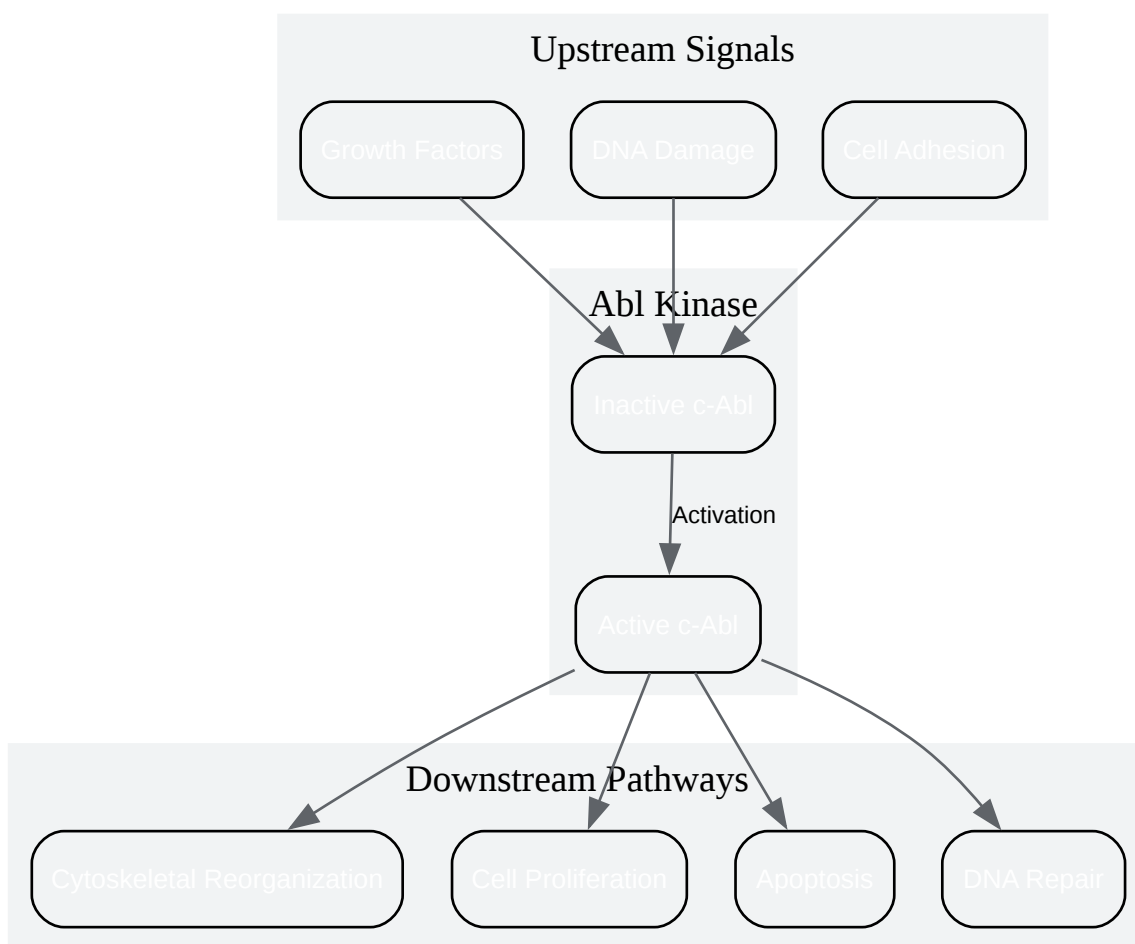 Upstream Signals
Growth Factors
DNA Damage
Cell Adhesion
Abl Kinase
Inactive c-Abl
Activation
Active c-Abl
Downstream Pathways
Cytoskeletal Reorganization
Cell Proliferation
Apoptosis
DNA Repair